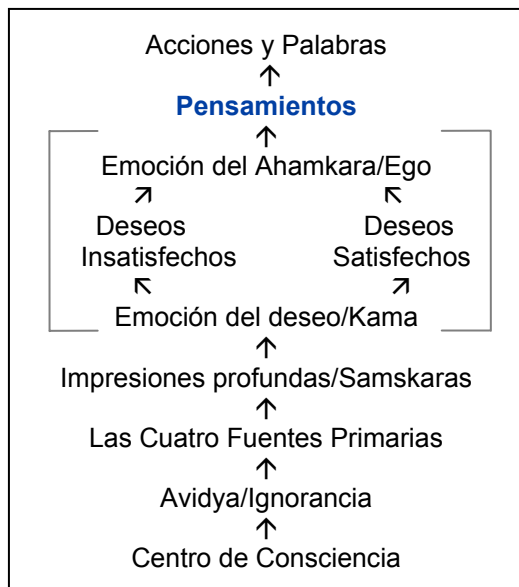 Acciones y Palabras
↑
Pensamientos
↑
Emoción del Ahamkara/Ego
↗ ↖
Deseos Deseos
Insatisfechos Satisfechos
↖ ↗
Emoción del deseo/Kama
↑
Impresiones profundas/Samskaras
↑
Las Cuatro Fuentes Primarias
↑
Avidya/Ignorancia
↑
Centro de Consciencia